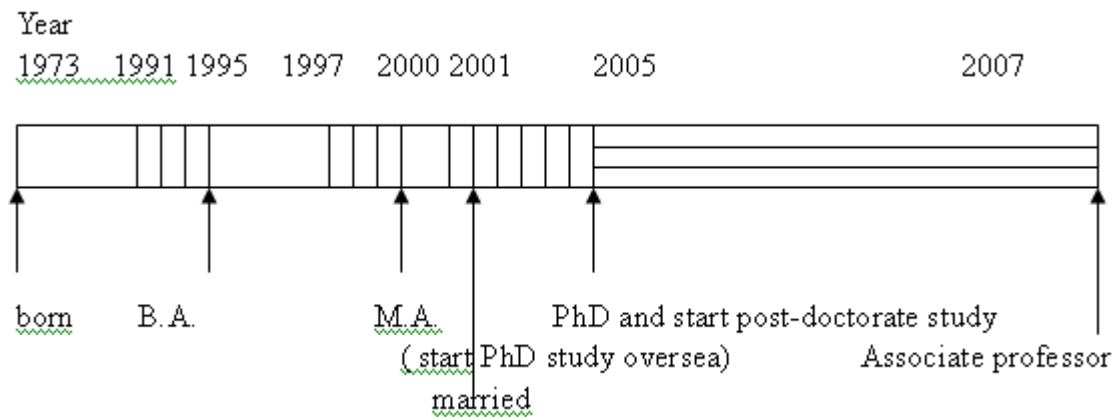 Year
1973 1991 1995 1997 2000 2001 2005 2007
born B.A. M.A. PhD and start post-doctorate study
( start PhD study oversea) Associate professor
married